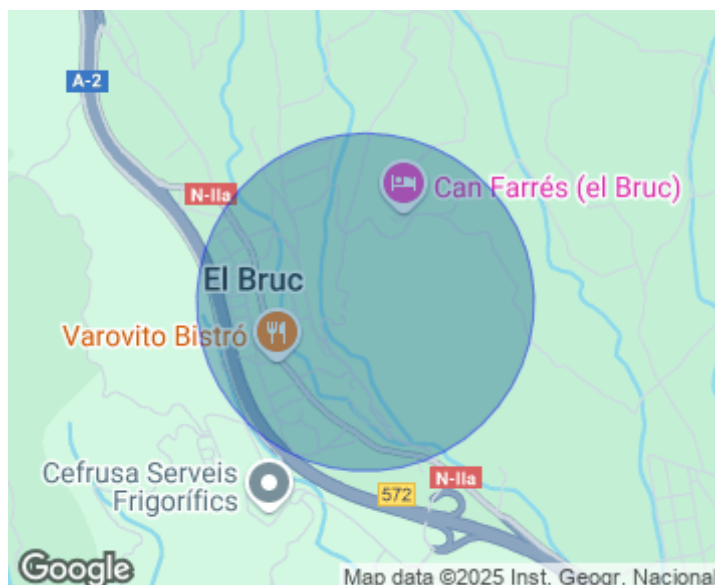 A-2
N-IIa
Can Farrés (el Bruc)
El Bruc
Varovito Bistró
Cefrusa Serveis
Frigorífics
N-IIa
572
Google
Map data ©2025 Inst. Geogr. Nacional